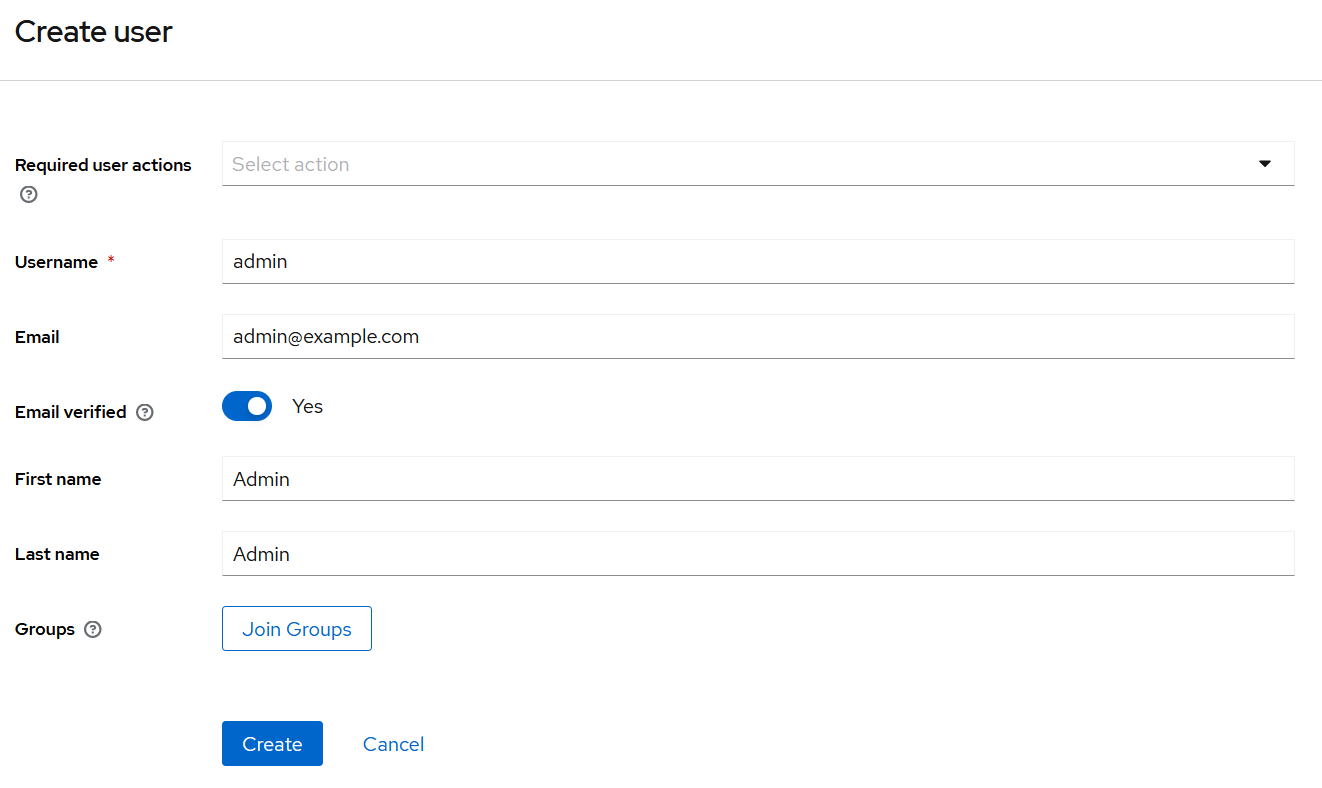 Create user
Required user actions
Select action
Username *
admin
Email
admin@example.com
Email verified
Yes
First name
Admin
Last name
Admin
Groups
Join Groups
Create
Cancel